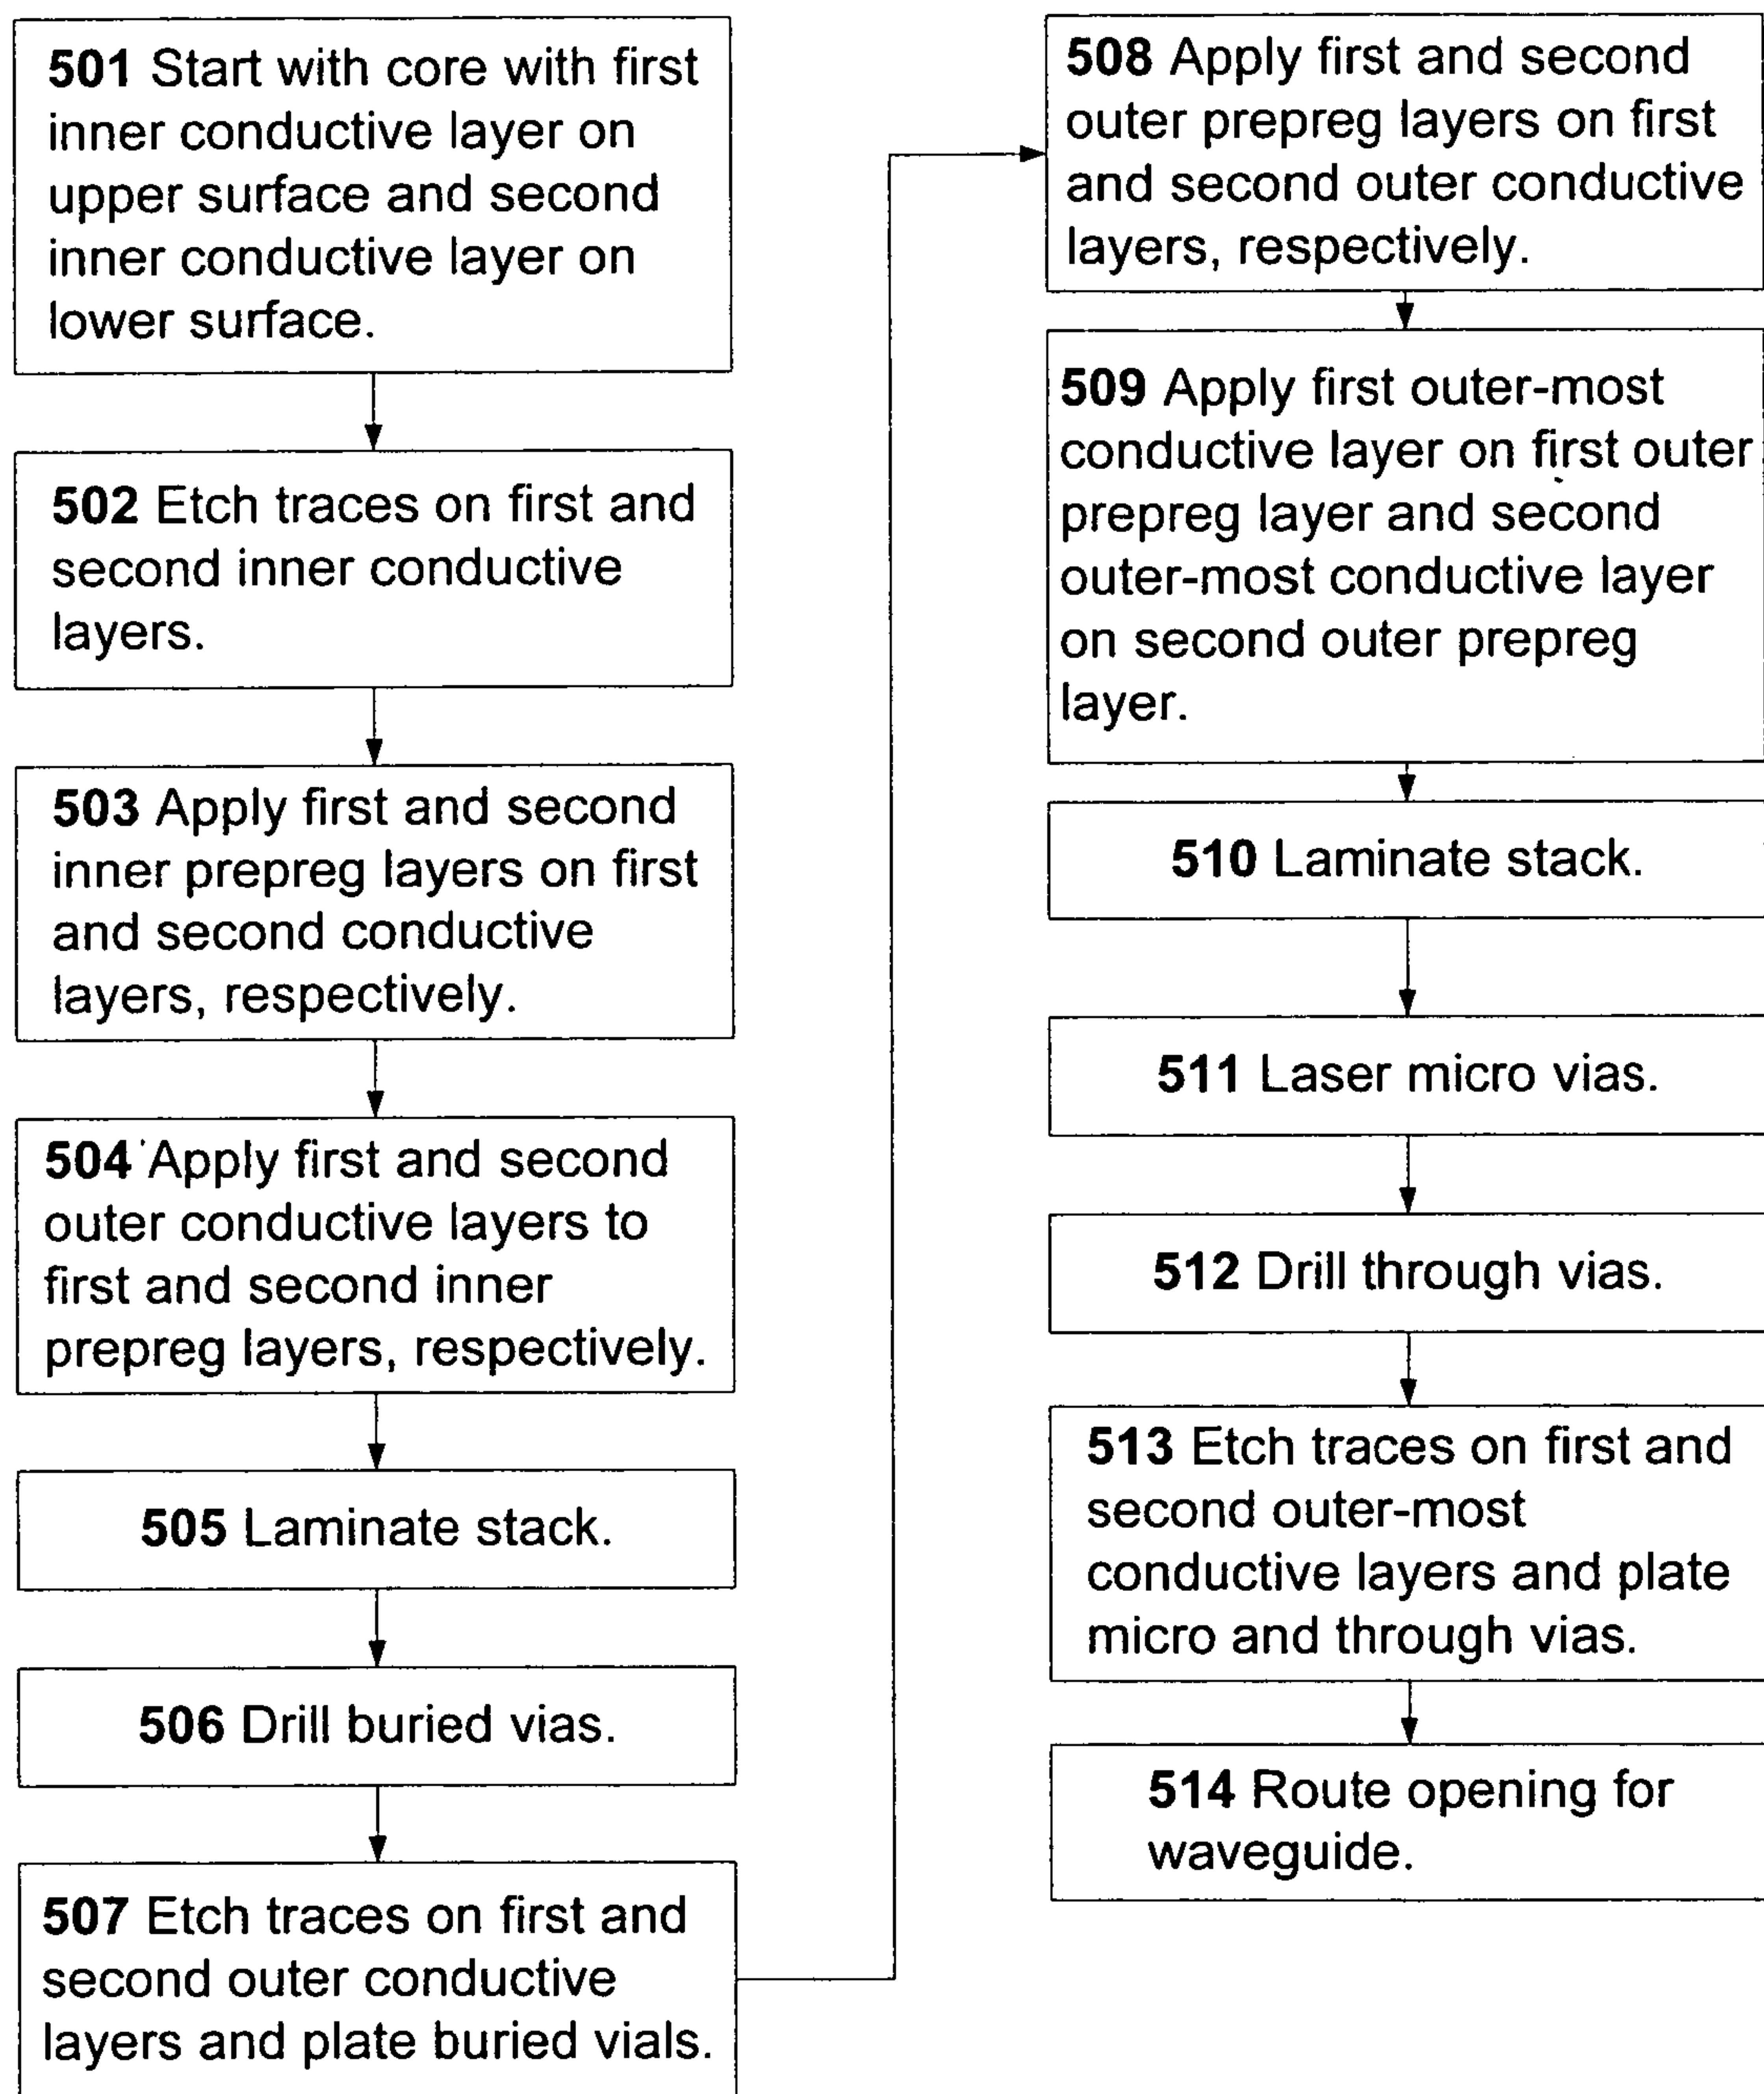 501 Start with core with first
inner conductive layer on
upper surface and second
inner conductive layer on
lower surface.
502 Etch traces on first and
second inner conductive
layers.
503 Apply first and second
inner prepreg layers on first
and second conductive
layers, respectively.
504 Apply first and second
outer conductive layers to
first and second inner
prepreg layers, respectively.
505 Laminate stack.
506 Drill buried vias.
507 Etch traces on first and
second outer conductive
layers and plate buried vials.
508 Apply first and second
outer prepreg layers on first
and second outer conductive
layers, respectively.
509 Apply first outer-most
conductive layer on first outer
prepreg layer and second
outer-most conductive layer
on second outer prepreg
layer.
510 Laminate stack.
511 Laser micro vias.
512 Drill through vias.
513 Etch traces on first and
second outer-most
conductive layers and plate
micro and through vias.
514 Route opening for
waveguide.